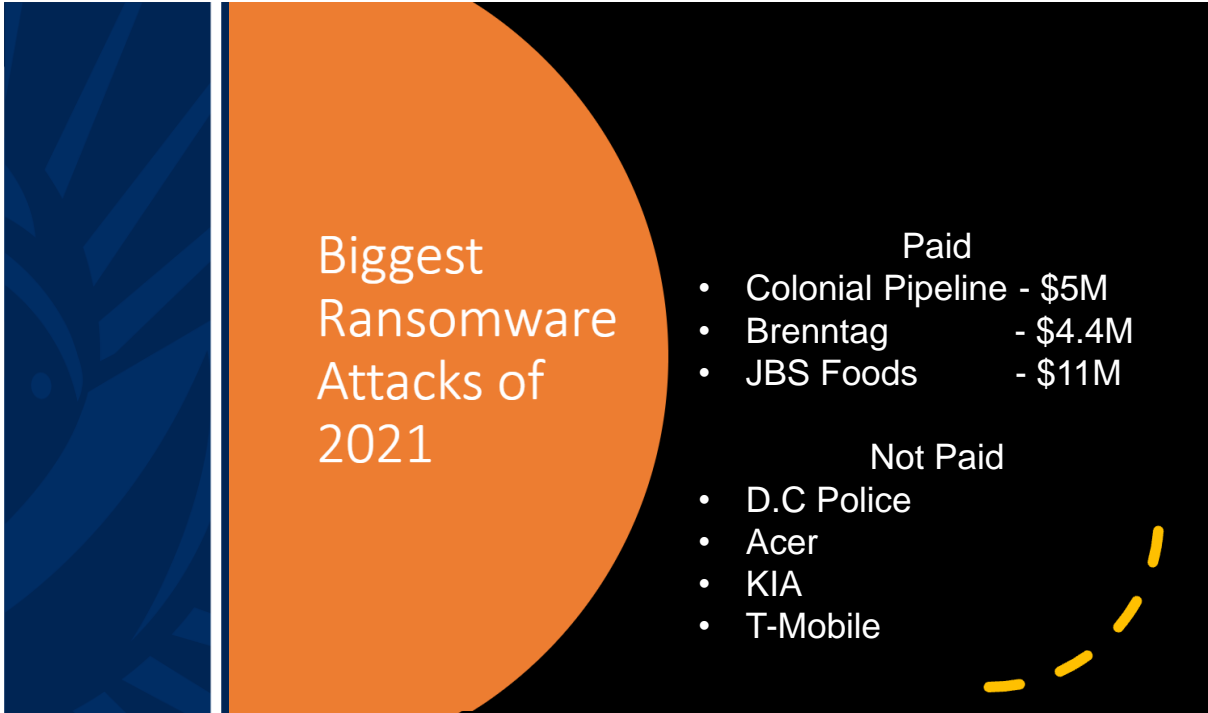 Biggest
Ransomware
Attacks of
2021
Paid
• Colonial Pipeline - $5M
• Brenntag - $4.4M
• JBS Foods - $11M
Not Paid
• D.C Police
• Acer
• KIA
• T-Mobile